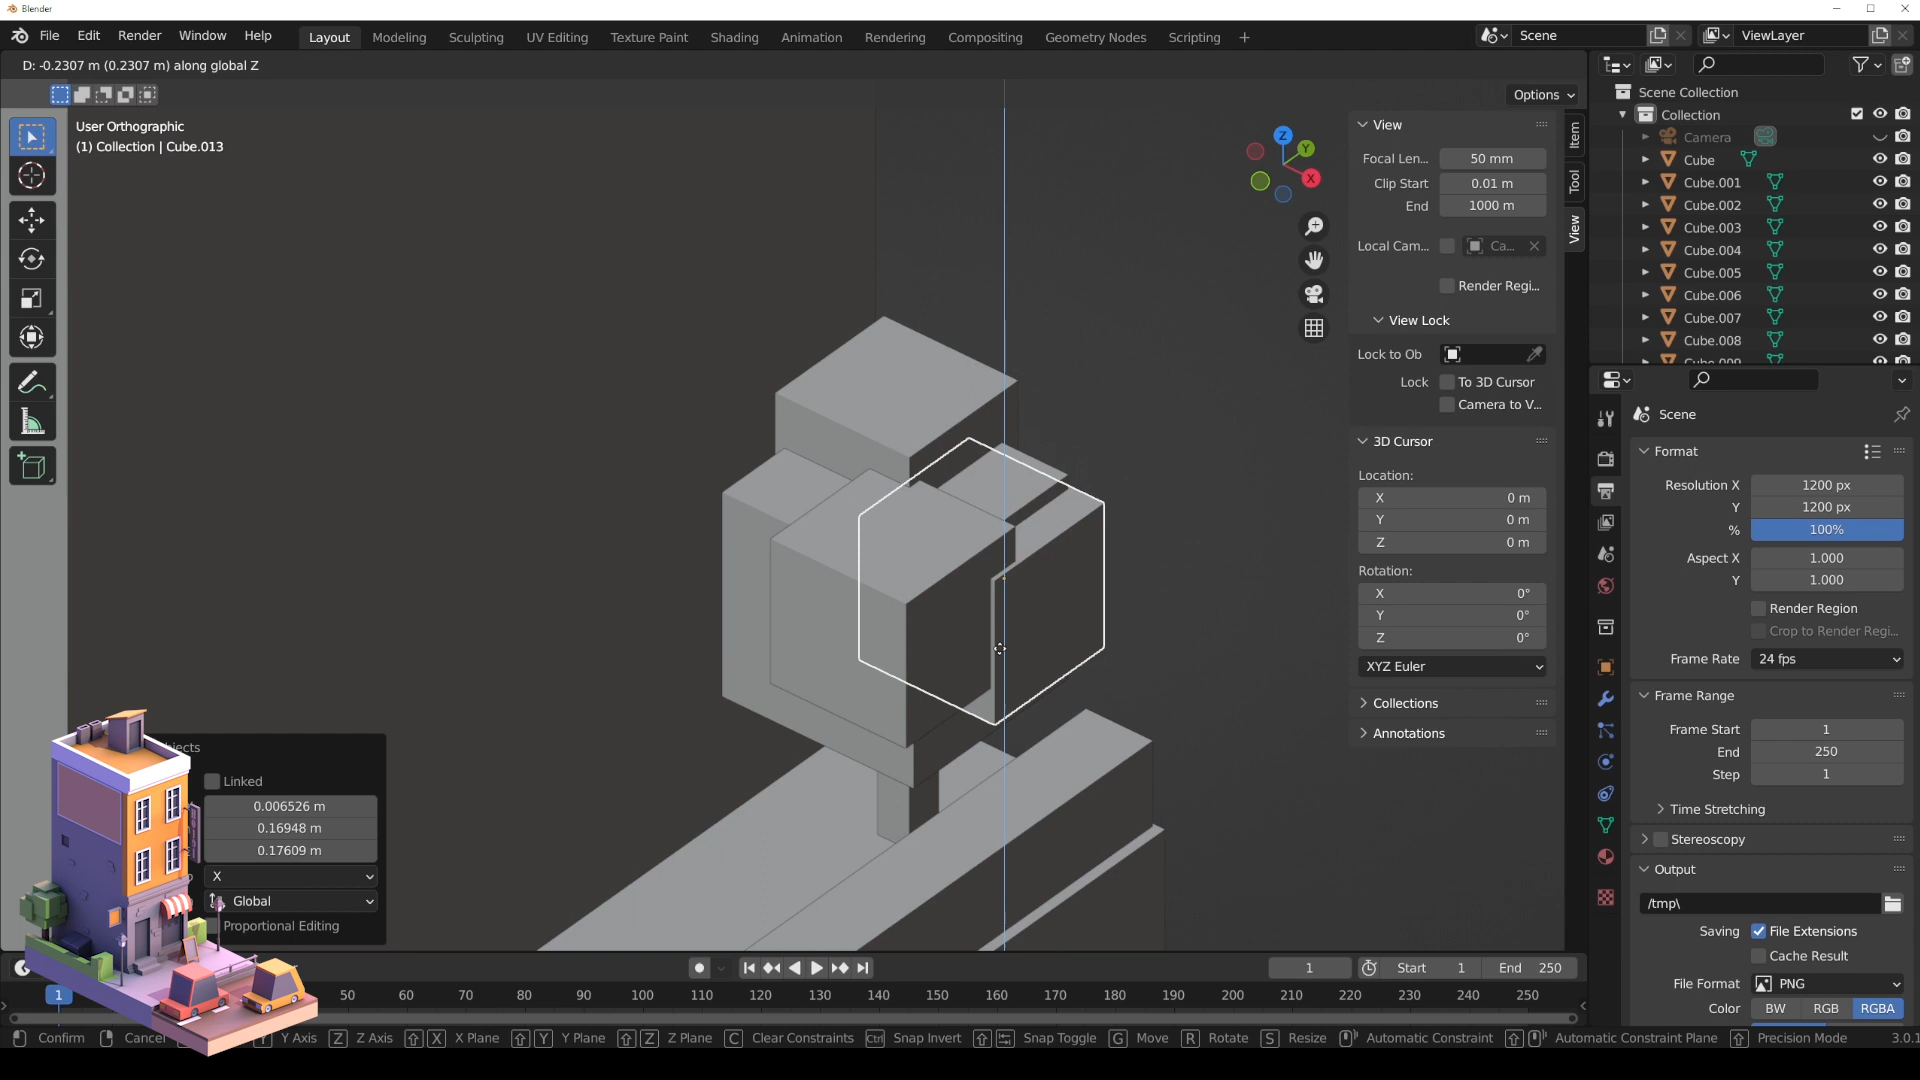 Blender
File Edit Render Window Help Layout Modeling Sculpting UV Editing Texture Paint Shading Animation Rendering Compositing Geometry Nodes Scripting +
Scene
ViewLayer
D: -0.2307 m (0.2307 m) along global Z
Options
User Orthographic
(1) Collection | Cube.013
Z
Y
X
View
Focal Len... 50 mm
Clip Start 0.01 m
End 1000 m
Local Cam... Ca...
Render Regi...
View Lock
Lock to Ob
Lock To 3D Cursor
Camera to V...
3D Cursor
Location:
X 0 m
Y 0 m
Z 0 m
Rotation:
X 0°
Y 0°
Z 0°
XYZ Euler
Collections
Annotations
Item
Tool
View
Scene Collection
Collection
Camera
Cube
Cube.001
Cube.002
Cube.003
Cube.004
Cube.005
Cube.006
Cube.007
Cube.008
Cube.009
Scene
Format
Resolution X 1200 px
Y 1200 px
% 100%
Aspect X 1.000
Y 1.000
Render Region
Crop to Render Regi...
Frame Rate 24 fps
Frame Range
Frame Start 1
End 250
Step 1
Time Stretching
Stereoscopy
Output
/tmp\
Saving File Extensions
Cache Result
File Format PNG
Color BW RGB RGBA
Linked
0.006526 m
0.16948 m
0.17609 m
X
Global
Proportional Editing
1 Start 1 End 250
1 50 60 70 80 90 100 110 120 130 140 150 160 170 180 190 200 210 220 230 240 250
Confirm Cancel Y Axis Z Z Axis X X Plane Y Y Plane Z Z Plane C Clear Constraints Ctrl Snap Invert Snap Toggle G Move R Rotate S Resize Automatic Constraint Automatic Constraint Plane Precision Mode 3.0.1